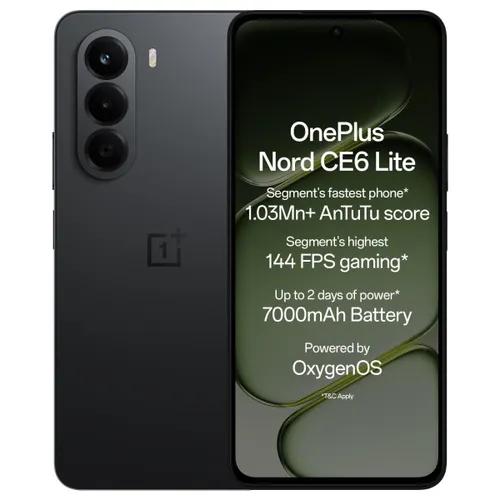 OnePlus
Nord CE6 Lite
Segment's fastest phone*
1.03Mn+ AnTuTu score
Segment's highest
144 FPS gaming*
Up to 2 days of power*
7000mAh Battery
Powered by
OxygenOS
*T&C Apply
1+